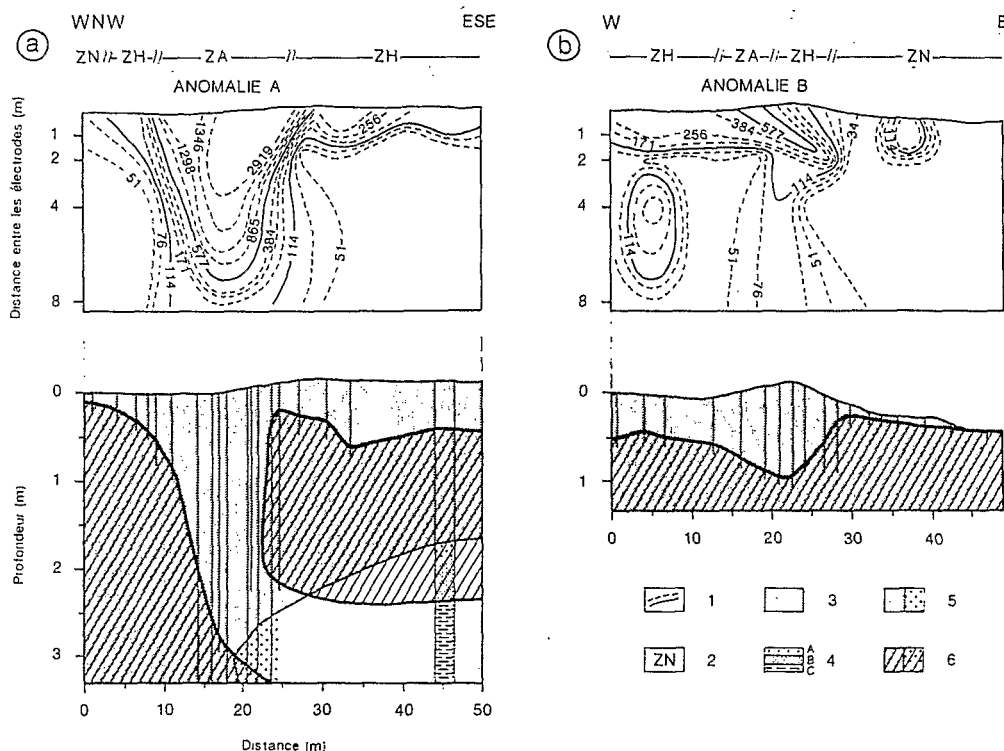 WNW ESE
a
ZN ZH ZA ZH
ANOMALIE A
Distance entre les électrodes (m)
1
2
4
8
51
76
114
171
577
1298
1346
2919
865
384
114
256
51
W E
b
ZH ZA ZH ZN
ANOMALIE B
1
2
4
8
171
256
384
577
34
114
114
114
51
76
51
Profondeur (m)
0
1
2
3
0 10 20 30 40 50
Distance (m)
0
1
0 10 20 30 40
1
3
5
ZN 2
A
B
C
4
6